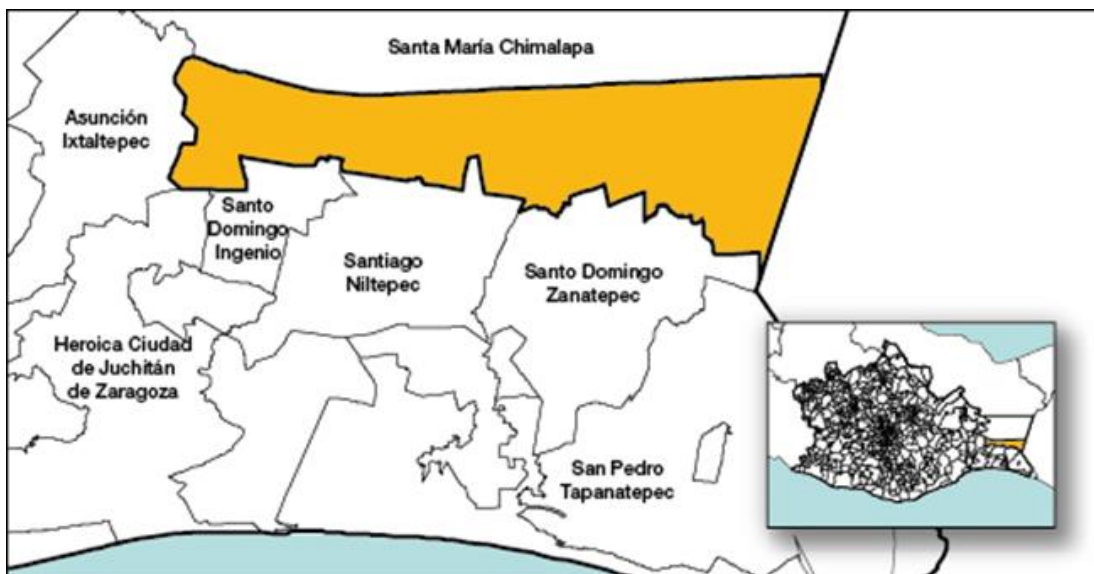 Santa María Chimalapa
Asunción
Ixtaltepec
Santo
Domingo
Ingenio
Santiago
Niltepec
Santo Domingo
Zanatepec
Heroica Ciudad
de Juchitán
de Zaragoza
San Pedro
Tapanatepec